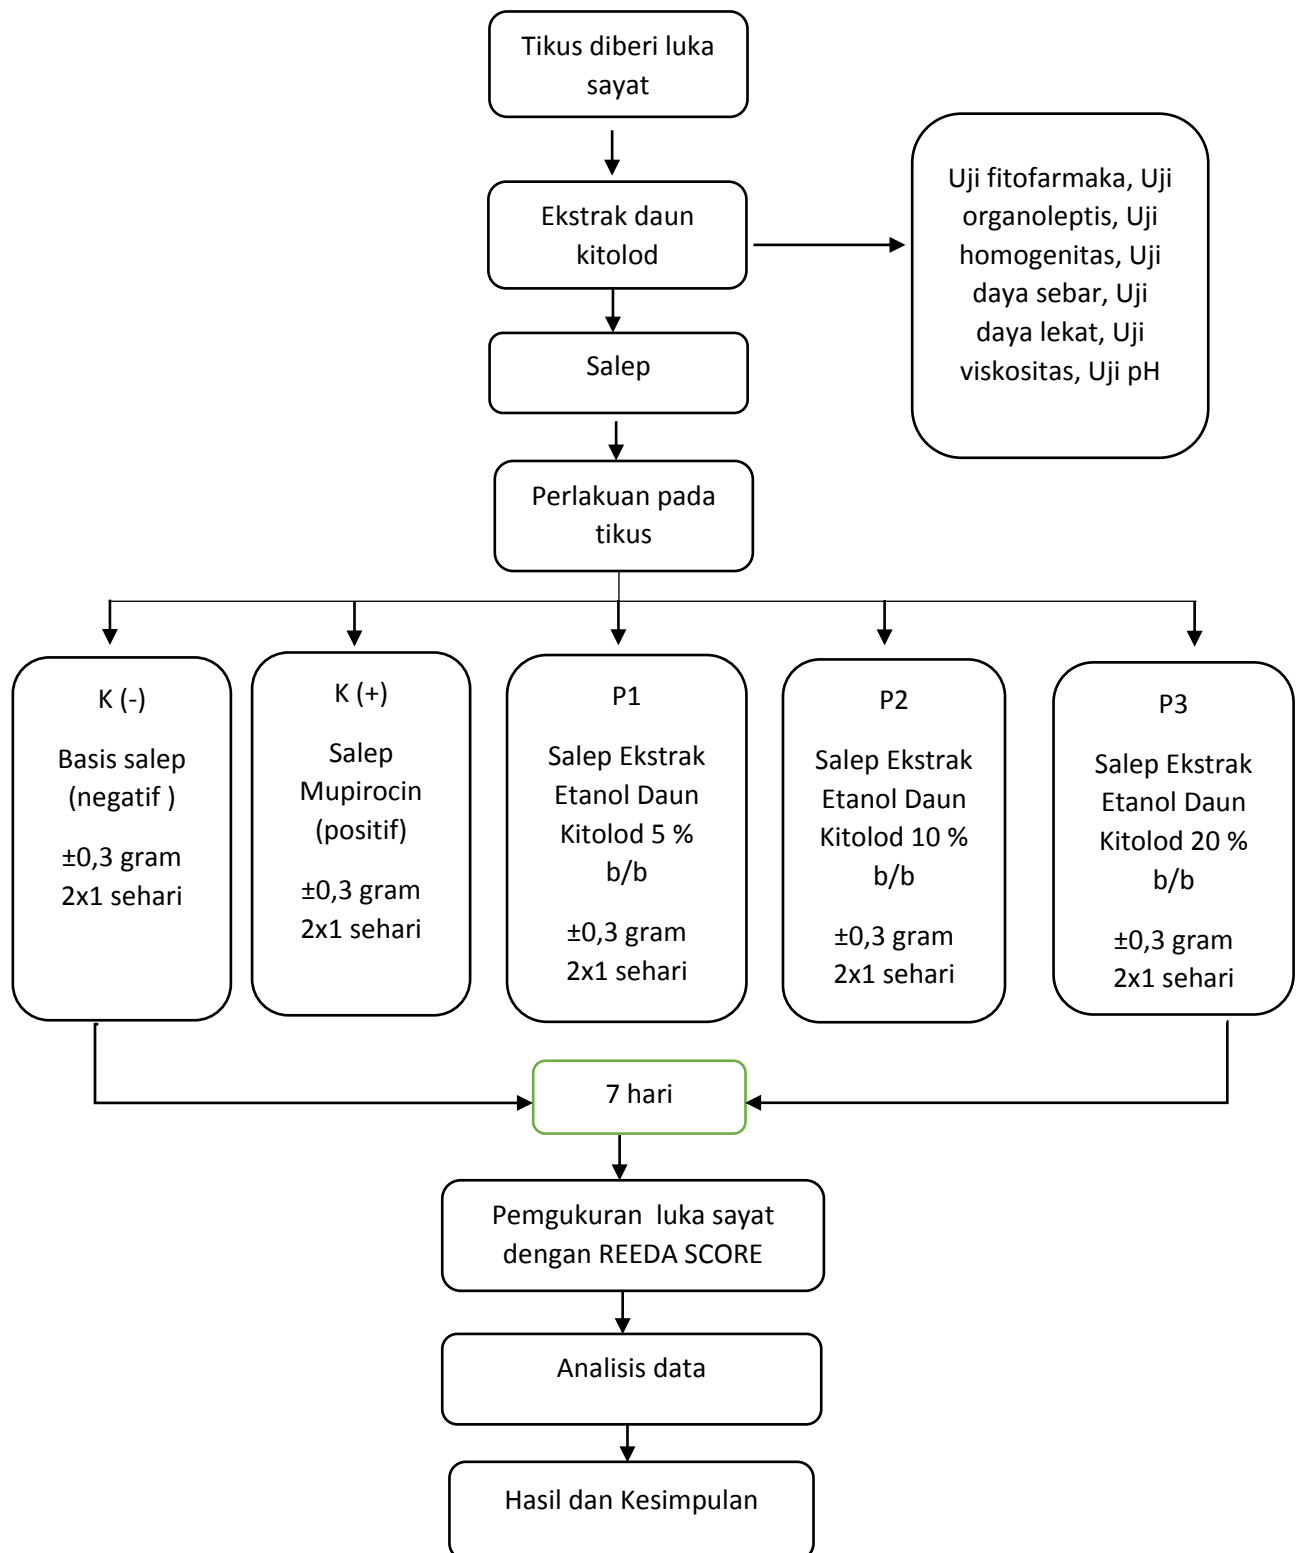 Tikus diberi luka
sayat
Ekstrak daun
kitolod
Uji fitofarmaka, Uji
organoleptis, Uji
homogenitas, Uji
daya sebar, Uji
daya lekat, Uji
viskositas, Uji pH
Salep
Perlakuan pada
tikus
K (-)
Basis salep
(negatif )
±0,3 gram
2x1 sehari
K (+)
Salep
Mupirocin
(positif)
±0,3 gram
2x1 sehari
P1
Salep Ekstrak
Etanol Daun
Kitolod 5 %
b/b
±0,3 gram
2x1 sehari
P2
Salep Ekstrak
Etanol Daun
Kitolod 10 %
b/b
±0,3 gram
2x1 sehari
P3
Salep Ekstrak
Etanol Daun
Kitolod 20 %
b/b
±0,3 gram
2x1 sehari
7 hari
Pemgukuran  luka sayat
dengan REEDA SCORE
Analisis data
Hasil dan Kesimpulan